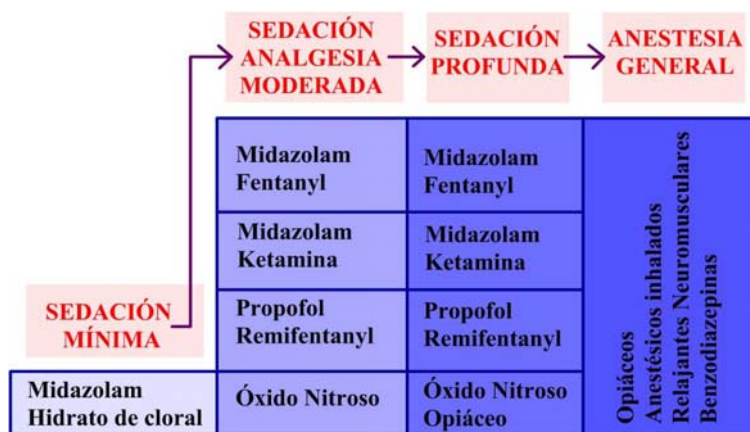 SEDACIÓN
ANALGESIA
MODERADA
SEDACIÓN
PROFUNDA
ANESTESIA
GENERAL
Midazolam
Fentanyl
Midazolam
Fentanyl
Midazolam
Ketamina
Midazolam
Ketamina
SEDACIÓN
MÍNIMA
Propofol
Remifentanyl
Propofol
Remifentanyl
Midazolam
Hidrato de cloral
Óxido Nitroso
Óxido Nitroso
Opiáceo
Opiáceos
Anestésicos inhalados
Relajantes Neuromusculares
Benzodiazepinas